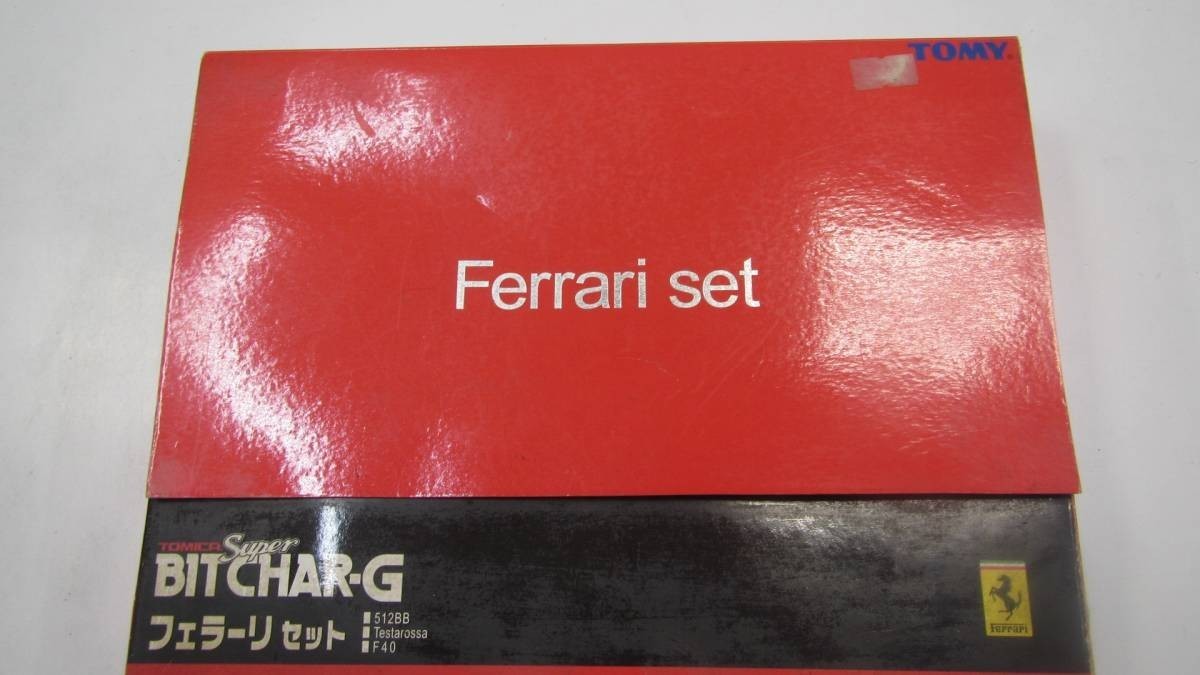 TOMY
Ferrari set
TOMICA Super
BITCHAR-G
フェラーリ セット
512BB
Testarossa
F40
Ferrari